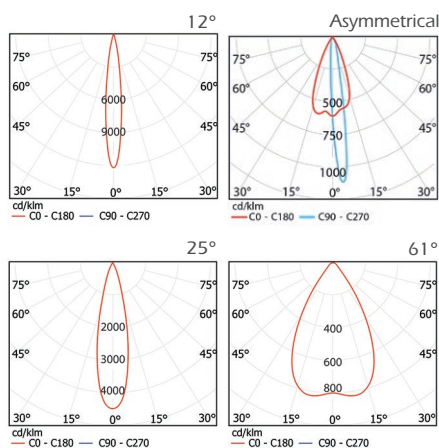 12°
75° 75°
60° 60°
6000
45° 9000 45°
30° 15° 0° 15° 30°
cd/klm
C0 - C180 C90 - C270
Asymmetrical
75° 75°
60° 60°
500
45° 45°
750
1000
30° 15° 0° 15° 30°
cd/klm
C0 - C180 C90 - C270
25°
75° 75°
60° 60°
2000
45° 3000 45°
4000
30° 15° 0° 15° 30°
cd/klm
C0 - C180 C90 - C270
61°
75° 75°
60° 60°
400
45° 600 45°
800
30° 15° 0° 15° 30°
cd/klm
C0 - C180 C90 - C270